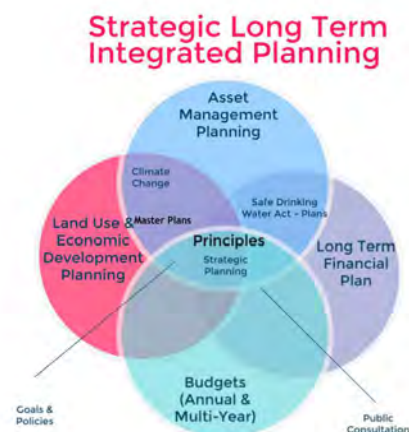 Strategic Long Term
Integrated Planning
Asset
Management
Planning
Climate
Change
Safe Drinking
Water Act - Plans
Master Plans
Land Use &
Economic
Development
Planning
Principles
Strategic
Planning
Long Term
Financial
Plan
Budgets
(Annual &
Multi-Year)
Goals &
Policies
Public
Consultation